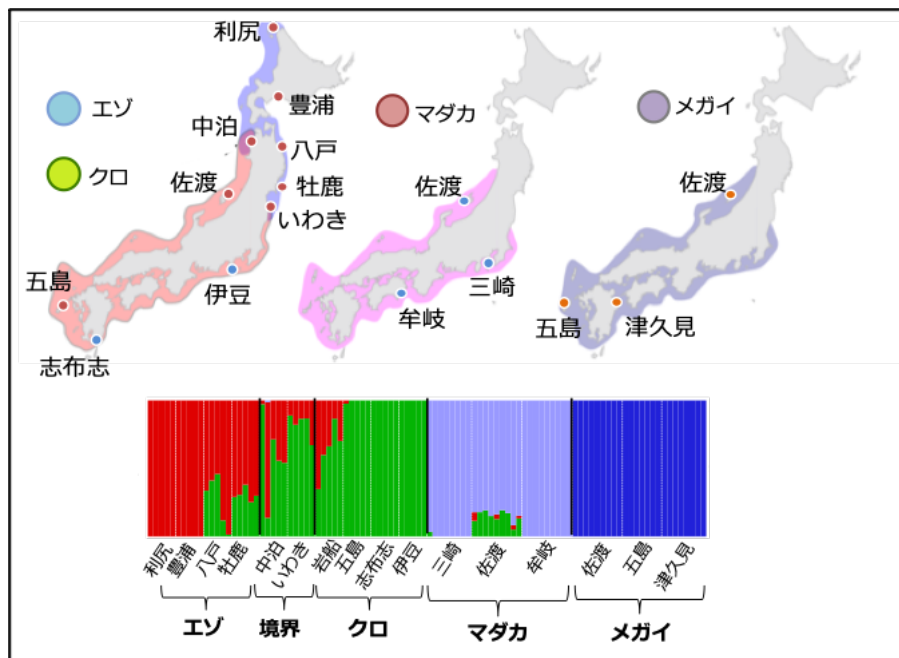 利尻
エゾ
豊浦
中泊
八戸
クロ
佐渡
牡鹿
いわき
五島
伊豆
志布志
マダカ
佐渡
三崎
牟岐
メガイ
佐渡
五島
津久見
利尻
豊浦
八戸
牡鹿
中泊
いわき
岩船
五島
志布志
伊豆
三崎
佐渡
牟岐
佐渡
五島
津久見
エゾ
境界
クロ
マダカ
メガイ